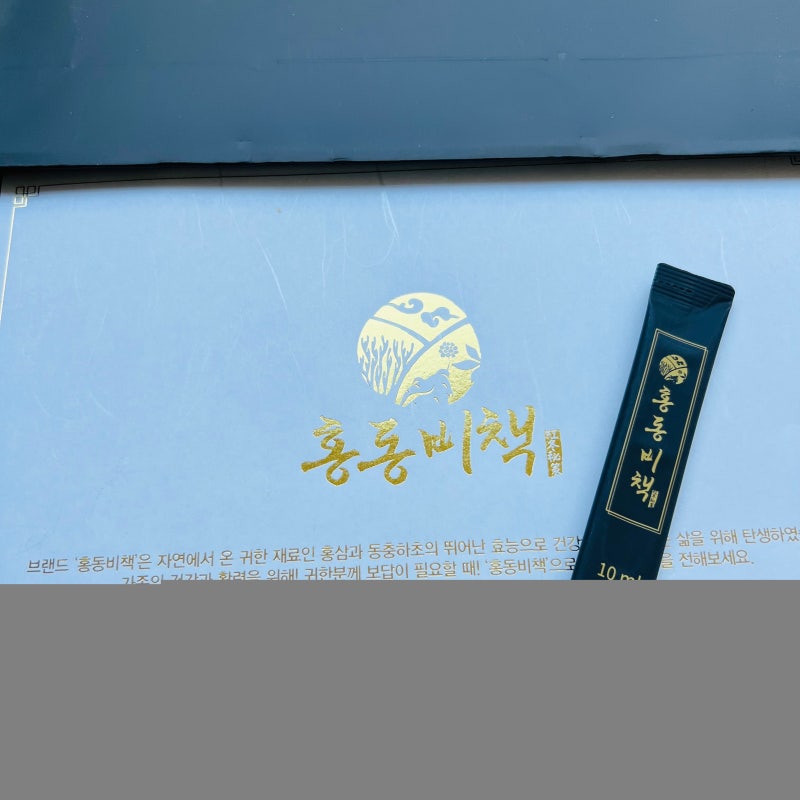 홍동비책
紅冬秘策
브랜드 '홍동비책'은 자연에서 온 귀한 재료인 홍삼과 동충하초의 뛰어난 효능으로 건강 삶을 위해 탄생하였
가족의 건강과 활력을 위해! 귀한분께 보답이 필요할 때! '홍동비책'으로 을 전해보세요.
홍동비책
10 ml